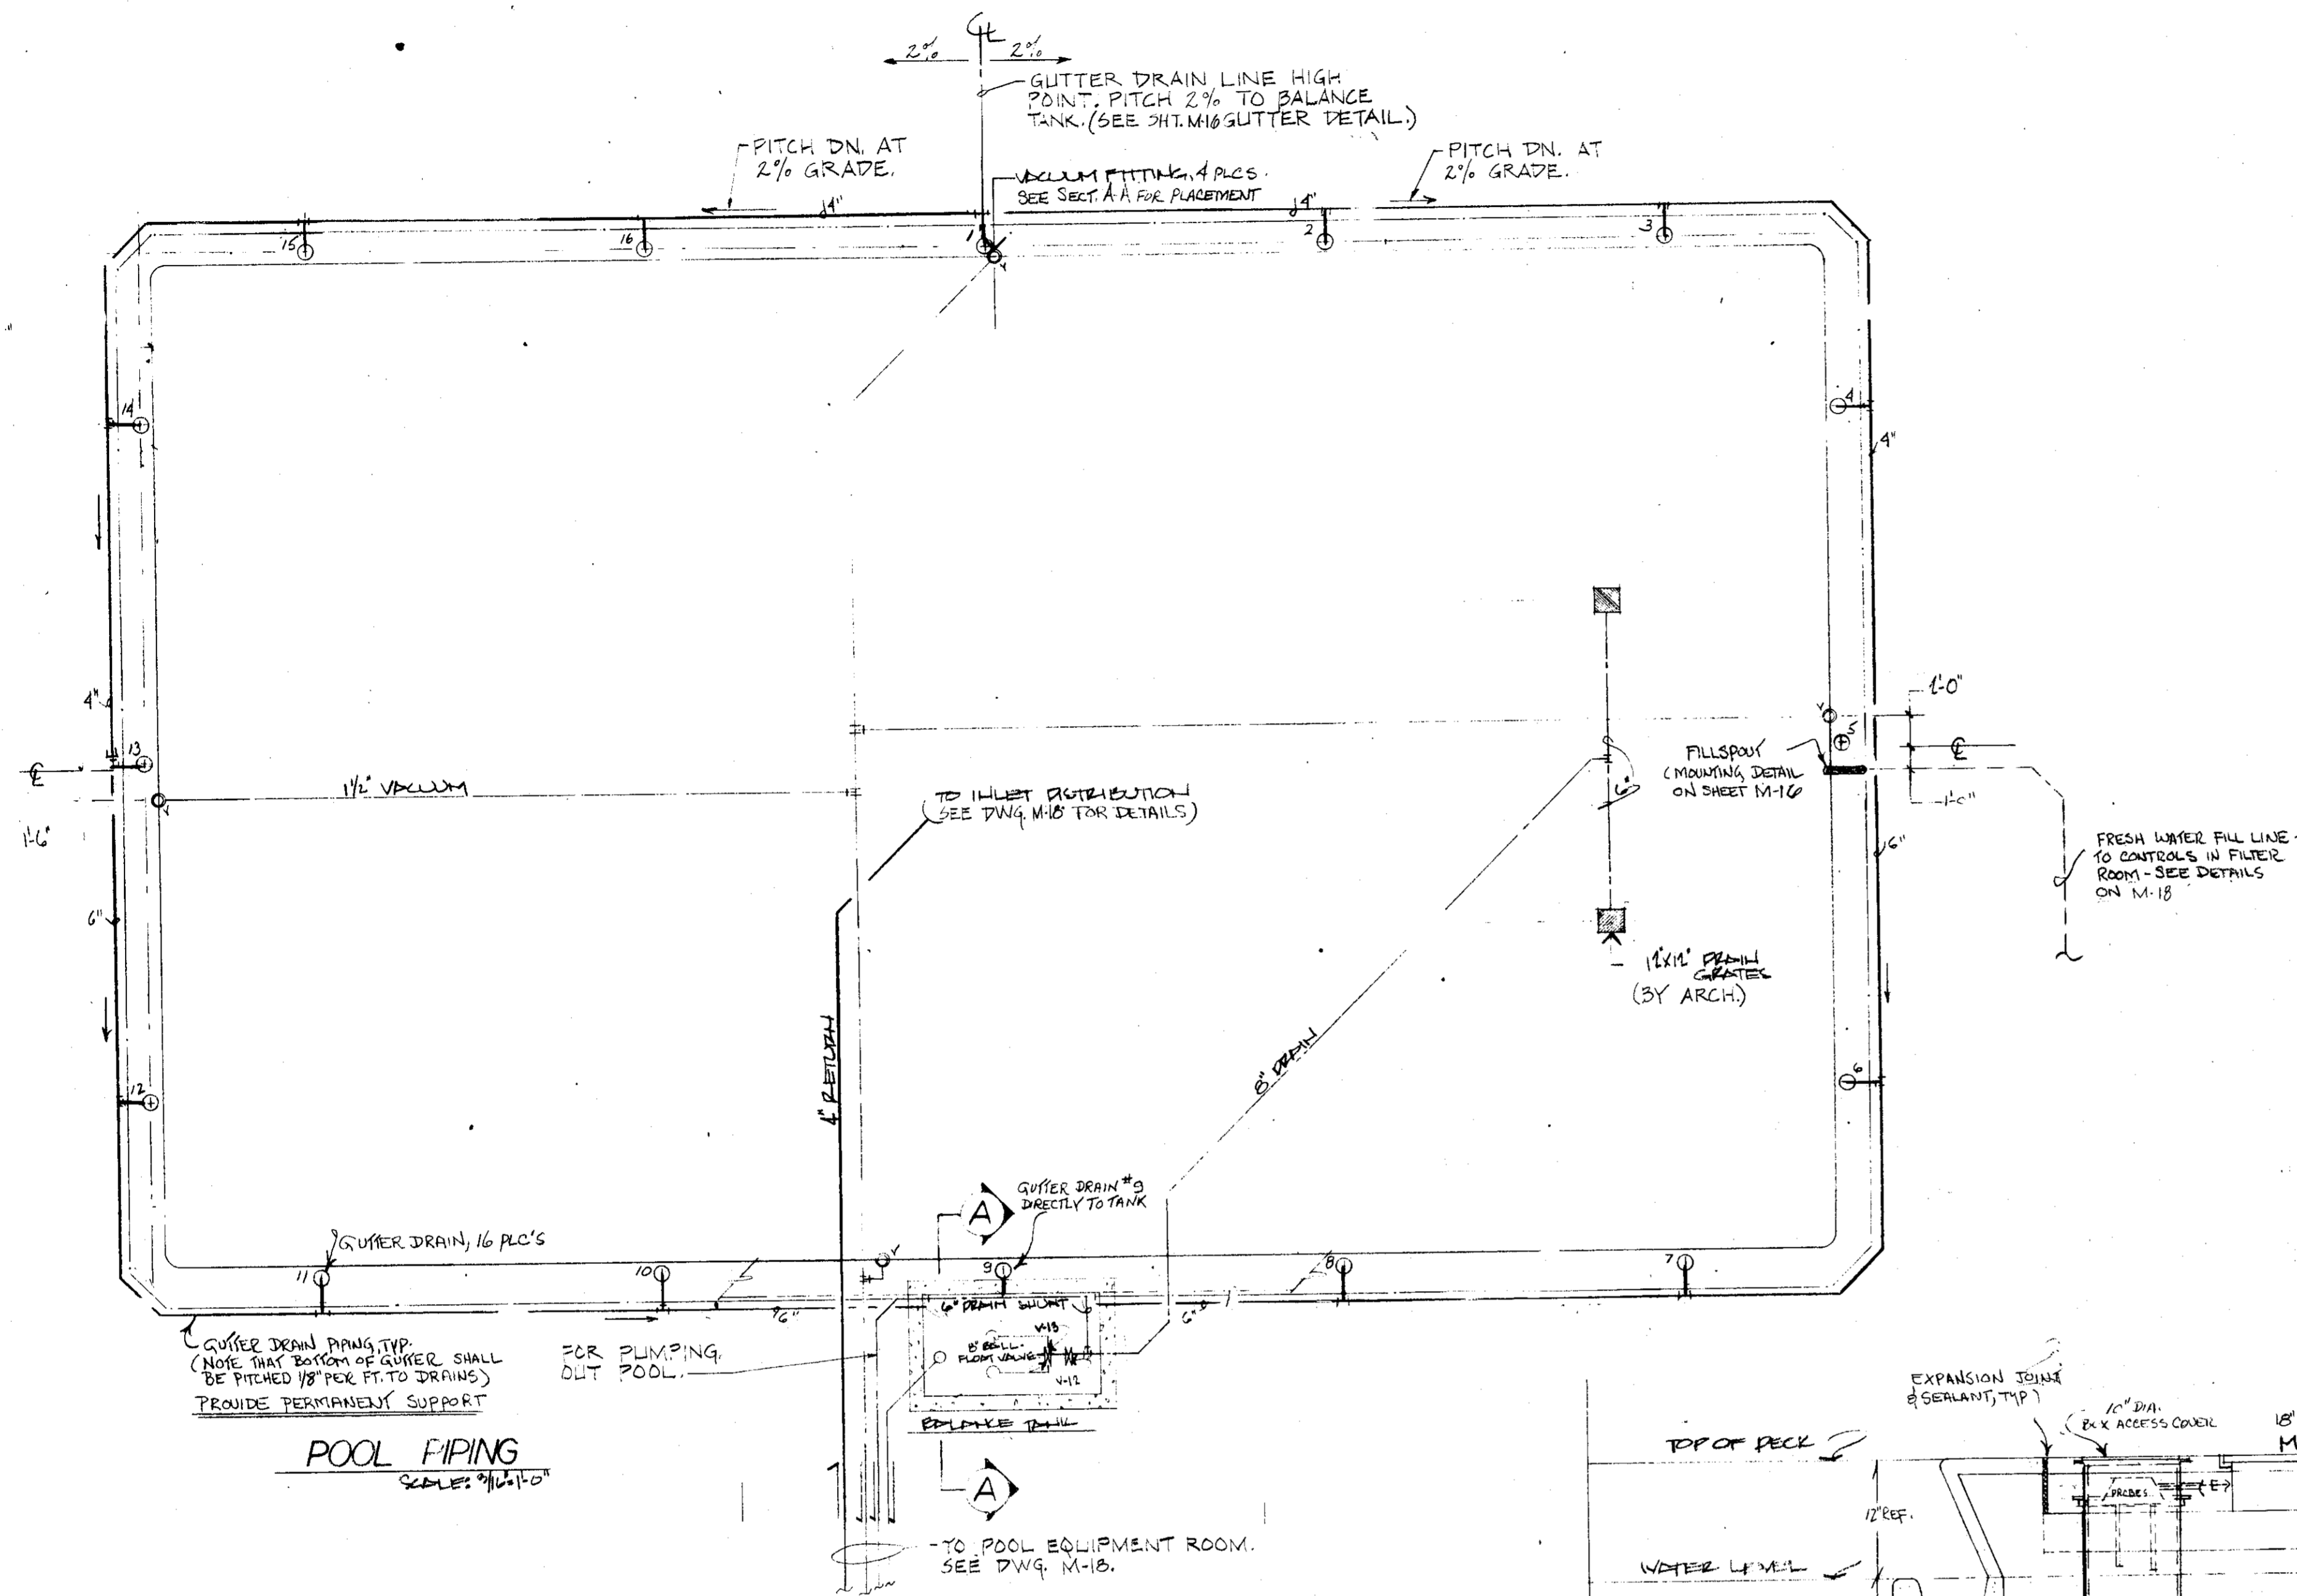 ℄
2% 2%
GUTTER DRAIN LINE HIGH
POINT. PITCH 2% TO BALANCE
TANK. (SEE SHT. M-16 GUTTER DETAIL.)
PITCH DN. AT
2% GRADE.
VACUUM FITTING, 4 PLCS.
SEE SECT. A-A FOR PLACEMENT
PITCH DN. AT
2% GRADE.
4"
4"
15
16
1
2
3
V
14
4
4"
4"
13
℄
1'-6"
1 1/2" VACUUM
V
TO INLET DISTRIBUTION
(SEE DWG. M-18 FOR DETAILS)
6"
FILLSPOUT
(MOUNTING DETAIL
ON SHEET M-16
V
5
1'-0"
℄
1'-0"
6"
FRESH WATER FILL LINE
TO CONTROLS IN FILTER
ROOM - SEE DETAILS
ON M-18
6"
12"X12" DRAIN
GRATES
(BY ARCH.)
4" RETURN
8" DRAIN
12
6
A
GUTTER DRAIN #9
DIRECTLY TO TANK
GUTTER DRAIN, 16 PLC'S
11
10
V
9
8
7
6"
6" DRAIN SHUNT
6"
V-13
8" BALL
FLOAT VALVE
V-12
BALANCE TANK
GUTTER DRAIN PIPING, TYP.
(NOTE THAT BOTTOM OF GUTTER SHALL
BE PITCHED 1/8" PER FT. TO DRAINS)
PROVIDE PERMANENT SUPPORT
FOR PUMPING
OUT POOL.
POOL PIPING
SCALE: 3/16"=1'-0"
A
- TO POOL EQUIPMENT ROOM.
SEE DWG. M-18.
EXPANSION JOINT
& SEALANT, TYP)
10" DIA.
ACCESS COVER
18"
M
TOP OF DECK
PROBES
(E)
12" REF.
WATER LEVEL